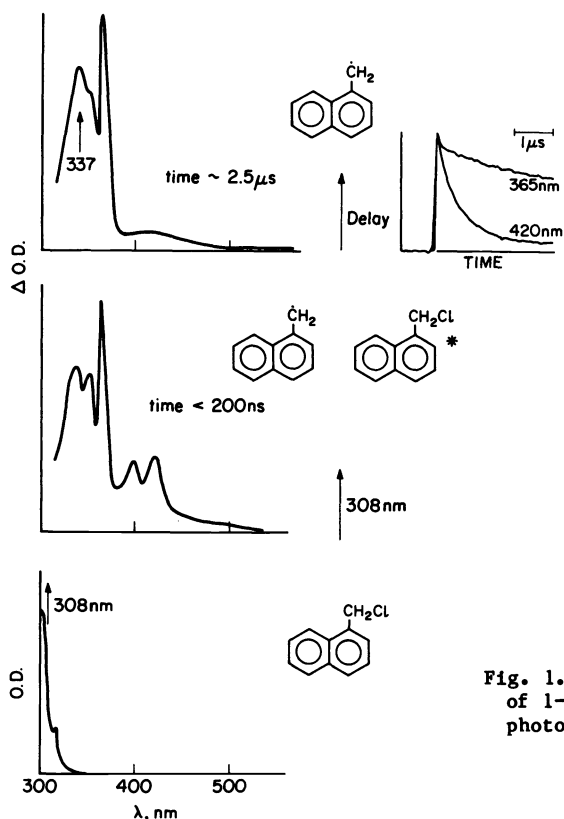 ĊH₂
337
time ~ 2.5μs
Delay
1μs
365nm
420nm
TIME
Δ O.D.
ĊH₂
CH₂Cl
*
time < 200ns
308nm
308nm
CH₂Cl
O.D.
300 400 500
λ, nm
Fig. 1.
of 1-
photo